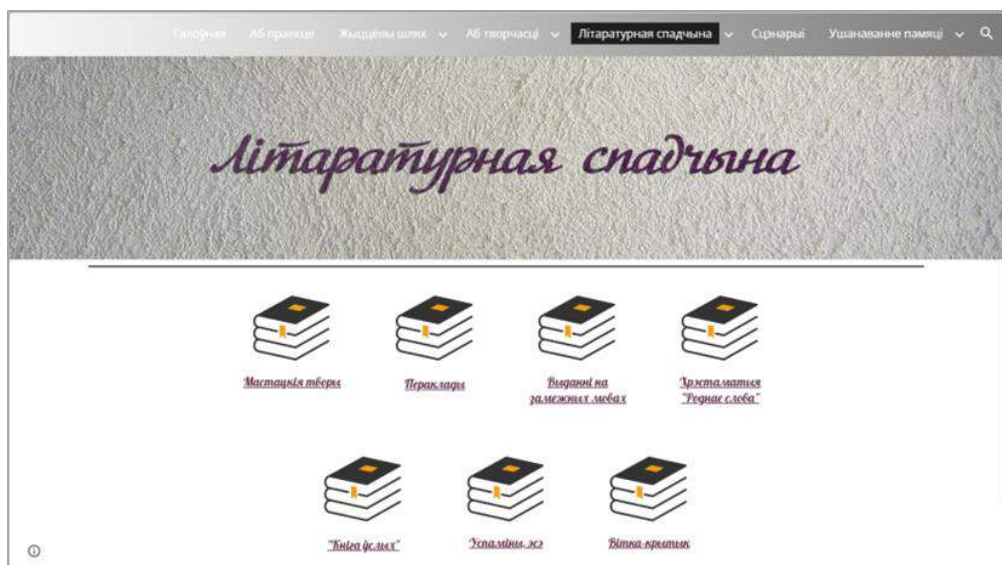 Галоўная Аб праекце Жыццёвы шлях Аб творчасці Літаратурная спадчына Сцэнарыі Ушанаванне памяці
Літаратурная спадчына
Мастацкія творы Пераклады Выданні на замежных мовах Хрэстаматыя "Роднае слова"
"Кніга ўслых" Успаміны, эсэ Вітка-крытык